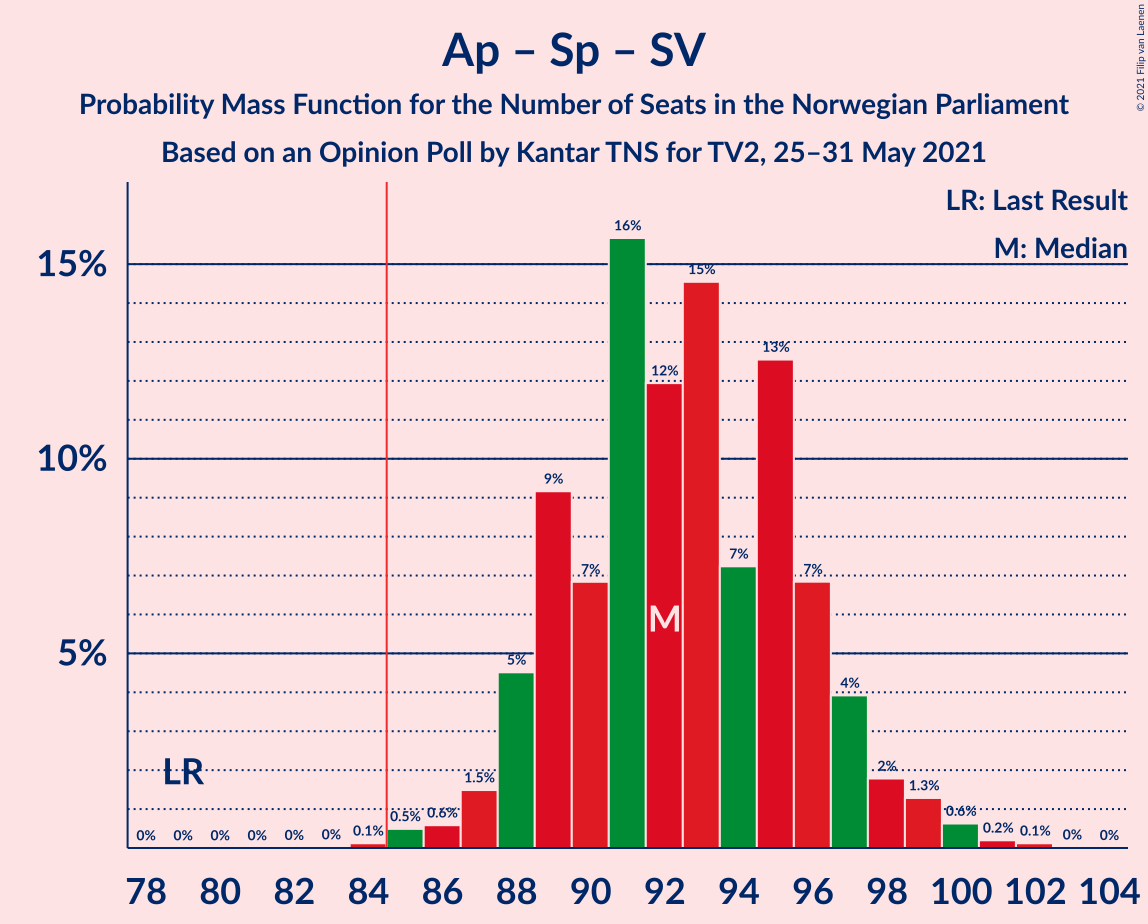 Ap – Sp – SV
Probability Mass Function for the Number of Seats in the Norwegian Parliament
Based on an Opinion Poll by Kantar TNS for TV2, 25–31 May 2021
© 2021 Filip van Laenen
LR: Last Result
M: Median
15%
10%
5%
0% 0% 0% 0% 0% 0% 0.1% 0.5% 0.6% 1.5% 5% 9% 7% 16% 12% 15% 7% 13% 7% 4% 2% 1.3% 0.6% 0.2% 0.1% 0% 0%
LR
M
78 80 82 84 86 88 90 92 94 96 98 100 102 104